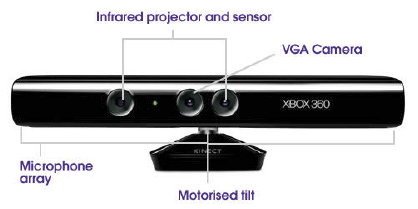 Infrared projector and sensor
VGA Camera
XBOX 360
KINECT
Microphone
array
Motorised tilt